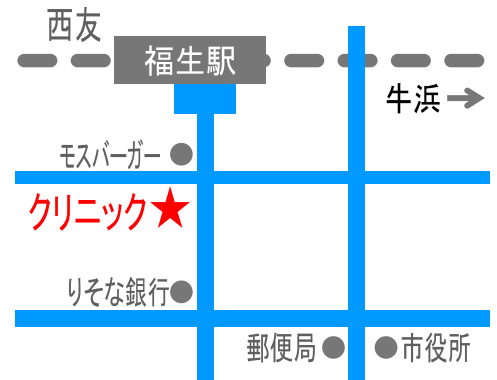 西友
福生駅
牛浜
モスバーガー
クリニック★
りそな銀行
郵便局
市役所